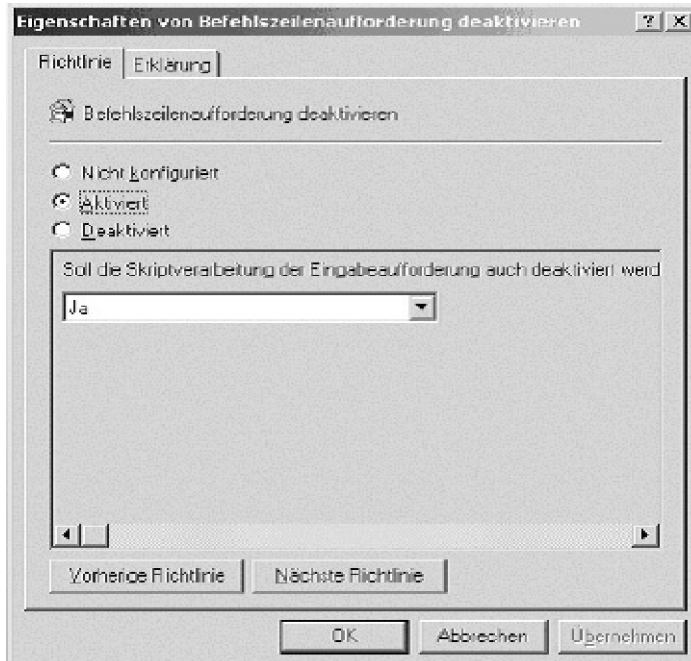 Eigenschaften von Befehlszeilenaufforderung deaktivieren
Richtlinie
Erklärung
Befehlszeilenaufforderung deaktivieren
Nicht konfiguriert
Aktiviert
Deaktiviert
Soll die Skriptverarbeitung der Eingabeaufforderung auch deaktiviert werd
Ja
Vorherige Richtlinie
Nächste Richtlinie
OK
Abbrechen
Übernehmen